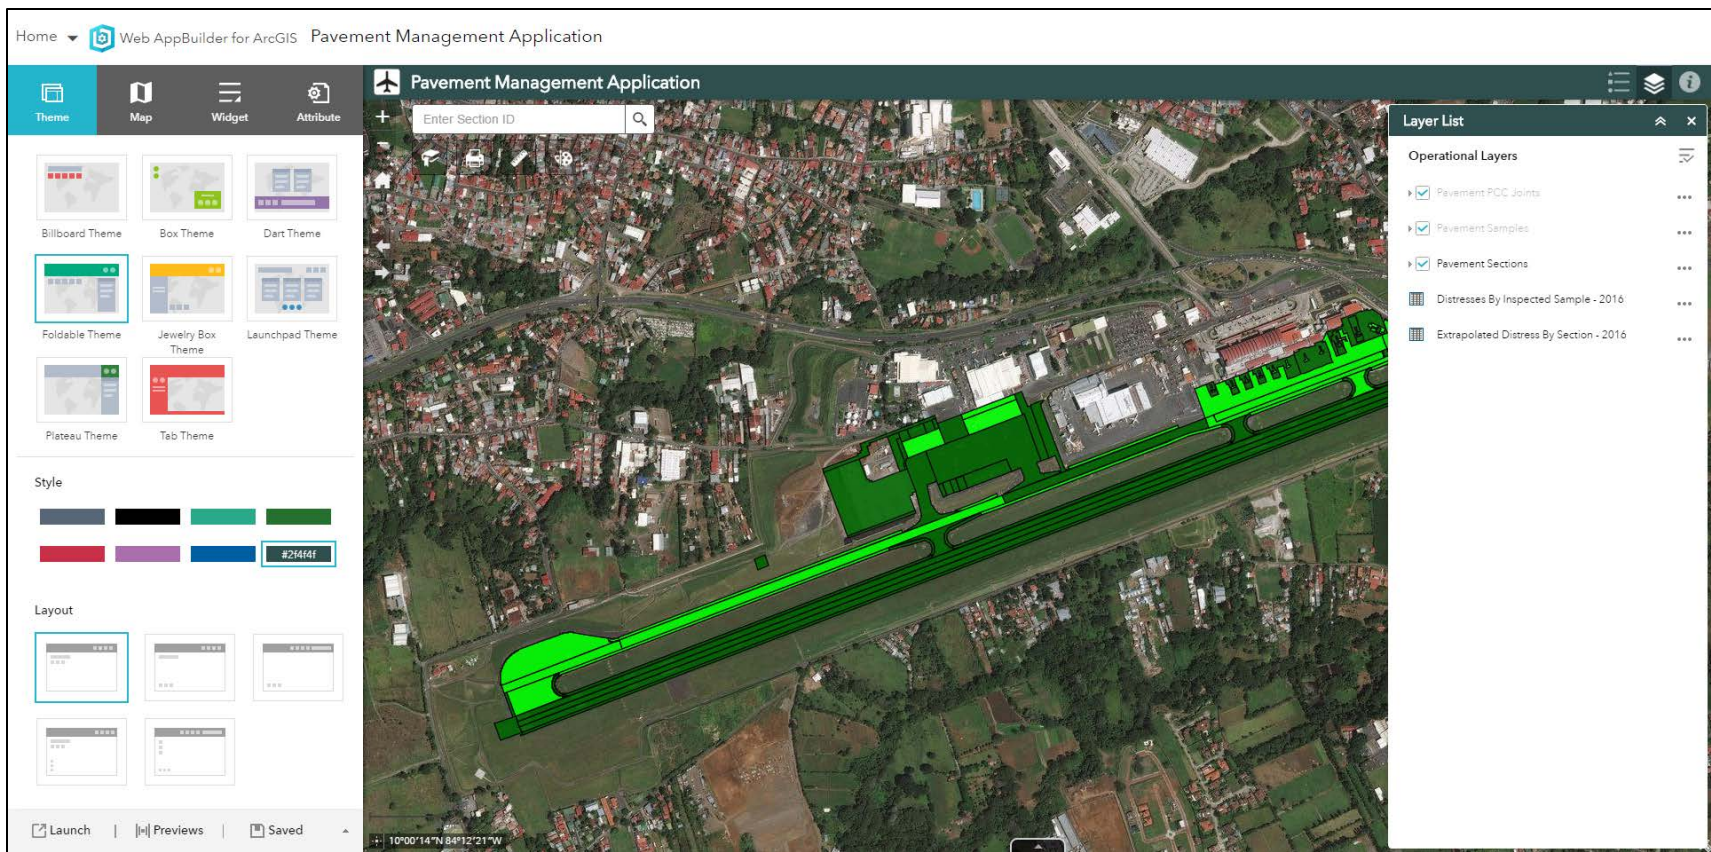 Home
Web AppBuilder for ArcGIS
Pavement Management Application
Theme
Map
Widget
Attribute
Billboard Theme
Box Theme
Dart Theme
Foldable Theme
Jewelry Box
Theme
Launchpad Theme
Plateau Theme
Tab Theme
Style
#2f4f4f
Layout
Launch
Previews
Saved
Pavement Management Application
Enter Section ID
10°00'14"N 84°12'21"W
Layer List
Operational Layers
Pavement PCC Joints
Pavement Samples
Pavement Sections
Distresses By Inspected Sample - 2016
Extrapolated Distress By Section - 2016